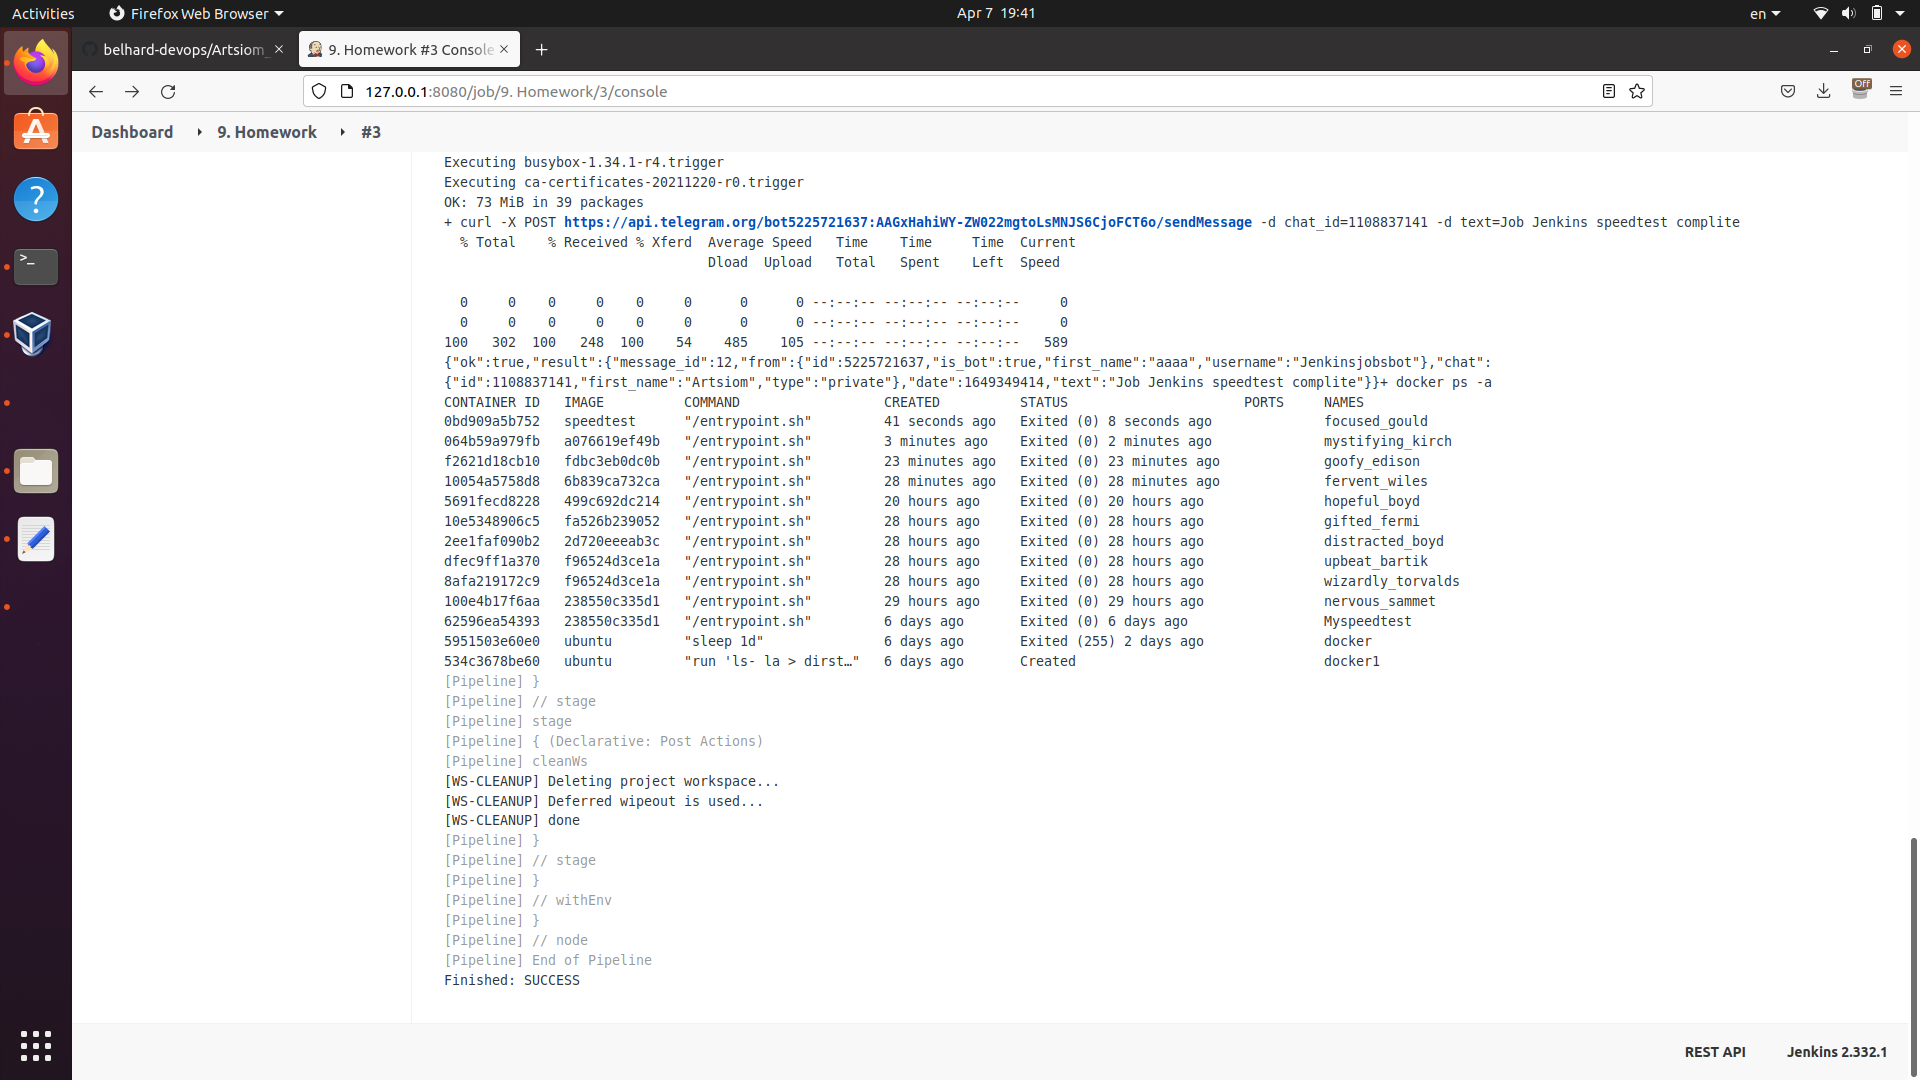 Activities
Firefox Web Browser
Apr 7 19:41
en
belhard-devops/Artsiom_
9. Homework #3 Console
127.0.0.1:8080/job/9. Homework/3/console
Off
Dashboard
9. Homework
#3
Executing busybox-1.34.1-r4.trigger
Executing ca-certificates-20211220-r0.trigger
OK: 73 MiB in 39 packages
+ curl -X POST https://api.telegram.org/bot5225721637:AAGxHahiWY-ZW022mgtoLsMNJS6CjoFCT6o/sendMessage -d chat_id=1108837141 -d text=Job Jenkins speedtest complite
% Total % Received % Xferd Average Speed Time Time Time Current
Dload Upload Total Spent Left Speed
0 0 0 0 0 0 0 0 --:--:-- --:--:-- --:--:-- 0
0 0 0 0 0 0 0 0 --:--:-- --:--:-- --:--:-- 0
100 302 100 248 100 54 485 105 --:--:-- --:--:-- --:--:-- 589
{"ok":true,"result":{"message_id":12,"from":{"id":5225721637,"is_bot":true,"first_name":"aaaa","username":"Jenkinsjobsbot"},"chat":
{"id":1108837141,"first_name":"Artsiom","type":"private"},"date":1649349414,"text":"Job Jenkins speedtest complite"}}+ docker ps -a
CONTAINER ID IMAGE COMMAND CREATED STATUS PORTS NAMES
0bd909a5b752 speedtest "/entrypoint.sh" 41 seconds ago Exited (0) 8 seconds ago focused_gould
064b59a979fb a076619ef49b "/entrypoint.sh" 3 minutes ago Exited (0) 2 minutes ago mystifying_kirch
f2621d18cb10 fdbc3eb0dc0b "/entrypoint.sh" 23 minutes ago Exited (0) 23 minutes ago goofy_edison
10054a5758d8 6b839ca732ca "/entrypoint.sh" 28 minutes ago Exited (0) 28 minutes ago fervent_wiles
5691fecd8228 499c692dc214 "/entrypoint.sh" 20 hours ago Exited (0) 20 hours ago hopeful_boyd
10e5348906c5 fa526b239052 "/entrypoint.sh" 28 hours ago Exited (0) 28 hours ago gifted_fermi
2ee1faf090b2 2d720eeeab3c "/entrypoint.sh" 28 hours ago Exited (0) 28 hours ago distracted_boyd
dfec9ff1a370 f96524d3ce1a "/entrypoint.sh" 28 hours ago Exited (0) 28 hours ago upbeat_bartik
8afa219172c9 f96524d3ce1a "/entrypoint.sh" 28 hours ago Exited (0) 28 hours ago wizardly_torvalds
100e4b17f6aa 238550c335d1 "/entrypoint.sh" 29 hours ago Exited (0) 29 hours ago nervous_sammet
62596ea54393 238550c335d1 "/entrypoint.sh" 6 days ago Exited (0) 6 days ago Myspeedtest
5951503e60e0 ubuntu "sleep 1d" 6 days ago Exited (255) 2 days ago docker
534c3678be60 ubuntu "run 'ls- la > dirst…" 6 days ago Created docker1
[Pipeline] }
[Pipeline] // stage
[Pipeline] stage
[Pipeline] { (Declarative: Post Actions)
[Pipeline] cleanWs
[WS-CLEANUP] Deleting project workspace...
[WS-CLEANUP] Deferred wipeout is used...
[WS-CLEANUP] done
[Pipeline] }
[Pipeline] // stage
[Pipeline] }
[Pipeline] // withEnv
[Pipeline] }
[Pipeline] // node
[Pipeline] End of Pipeline
Finished: SUCCESS
REST API
Jenkins 2.332.1